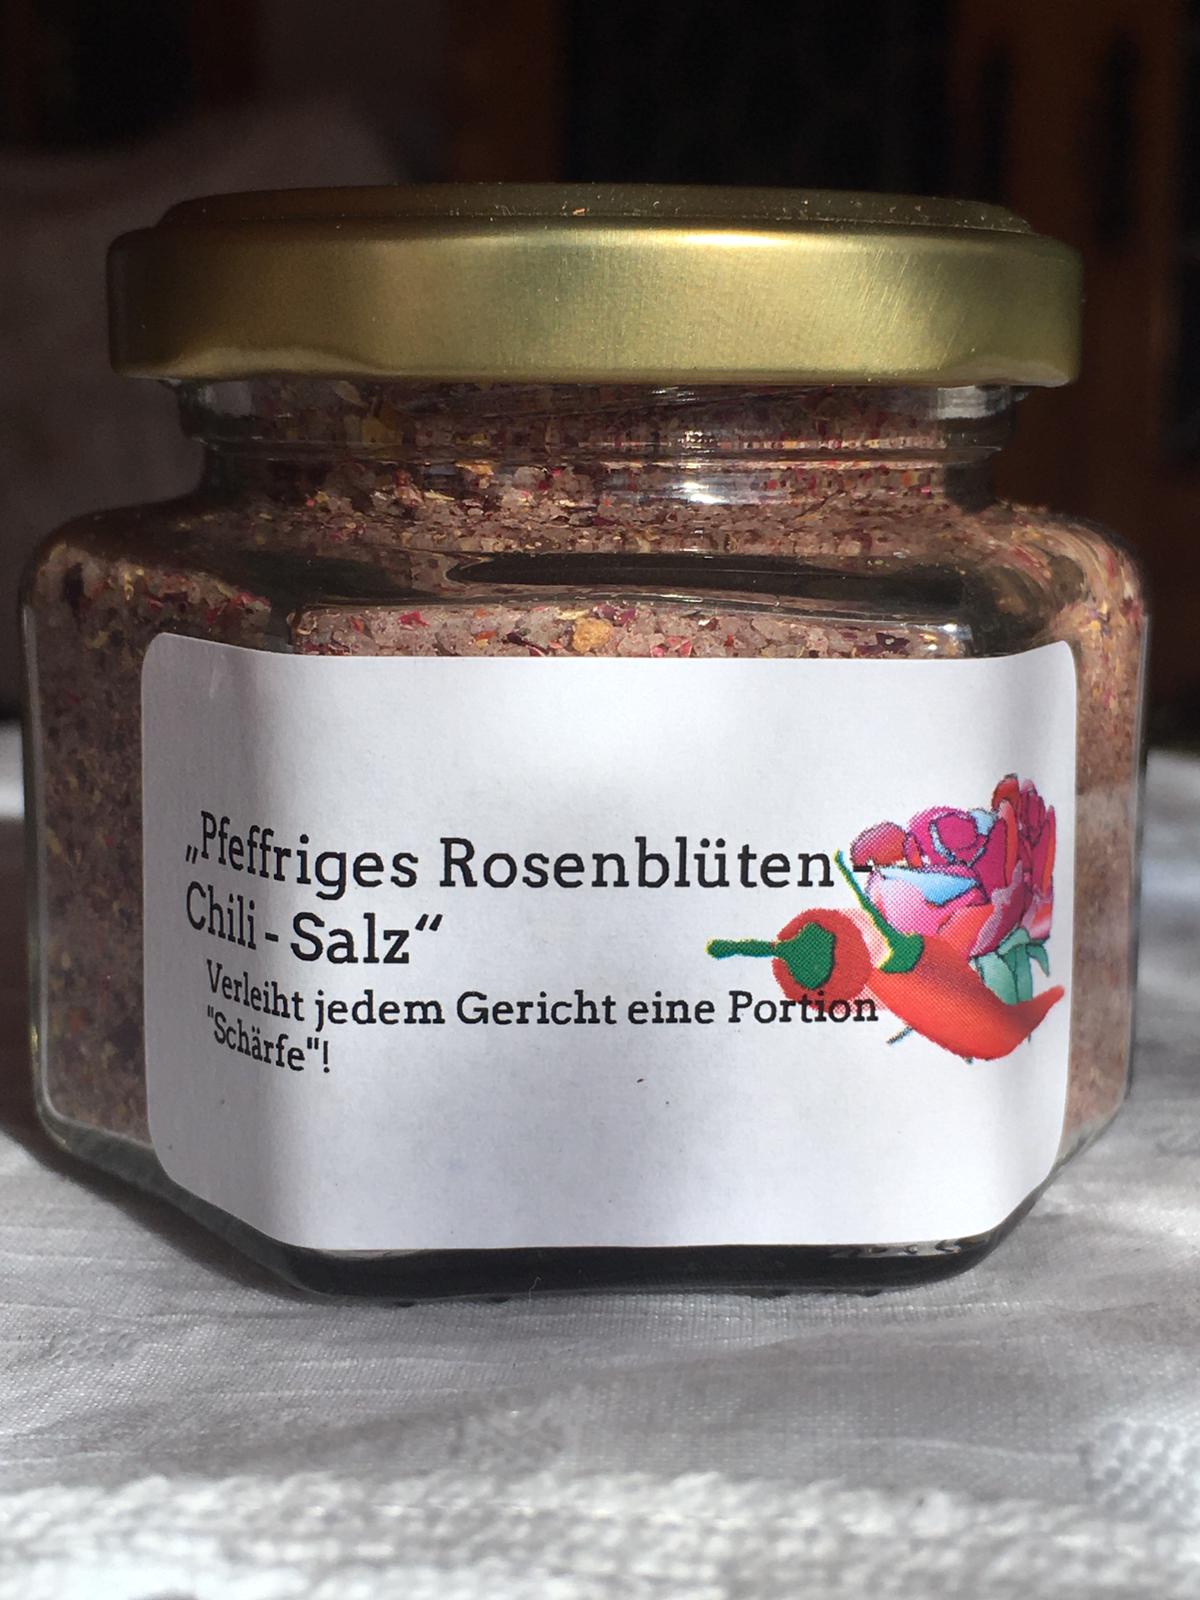 „Pfeffriges Rosenblüten -
Chili - Salz“
Verleiht jedem Gericht eine Portion
"Schärfe"!